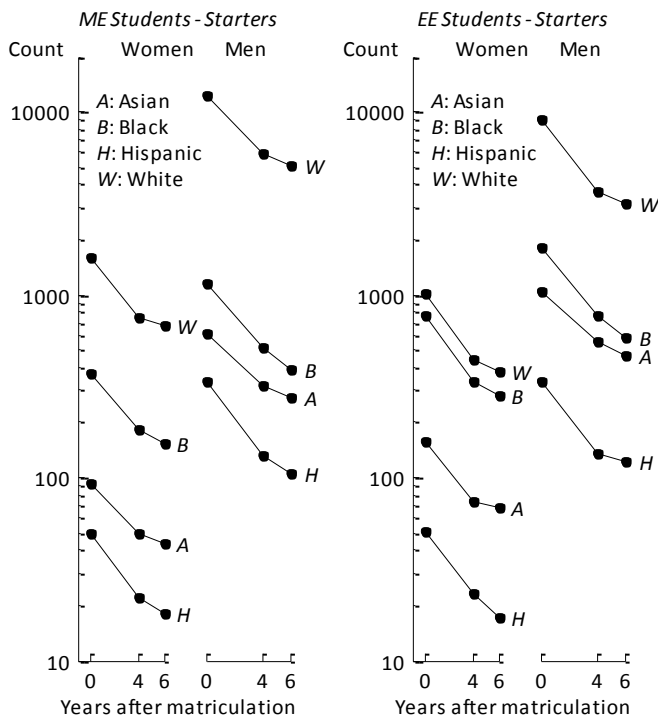 ME Students - Starters
Count Women Men
A: Asian
B: Black
H: Hispanic
W: White
10000
1000
100
10
W
B
A
H
W
B
A
H
0 4 6 0 4 6
Years after matriculation
EE Students - Starters
Count Women Men
A: Asian
B: Black
H: Hispanic
W: White
10000
1000
100
10
W
B
A
H
W
B
A
H
0 4 6 0 4 6
Years after matriculation